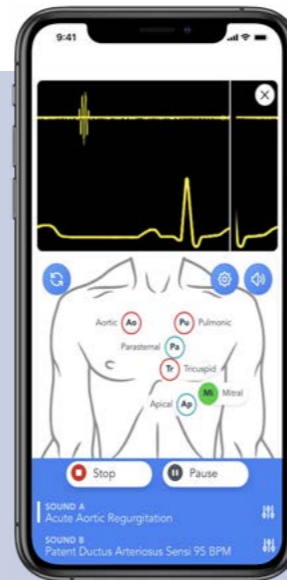 9:41
Aortic Ao Pu Pulmonic
Parasternal Pa
Tr Tricuspid
Mi Mitral
Apical Ap
Stop Pause
SOUND A
Acute Aortic Regurgitation
SOUND B
Patent Ductus Arteriosus Sensi 95 BPM